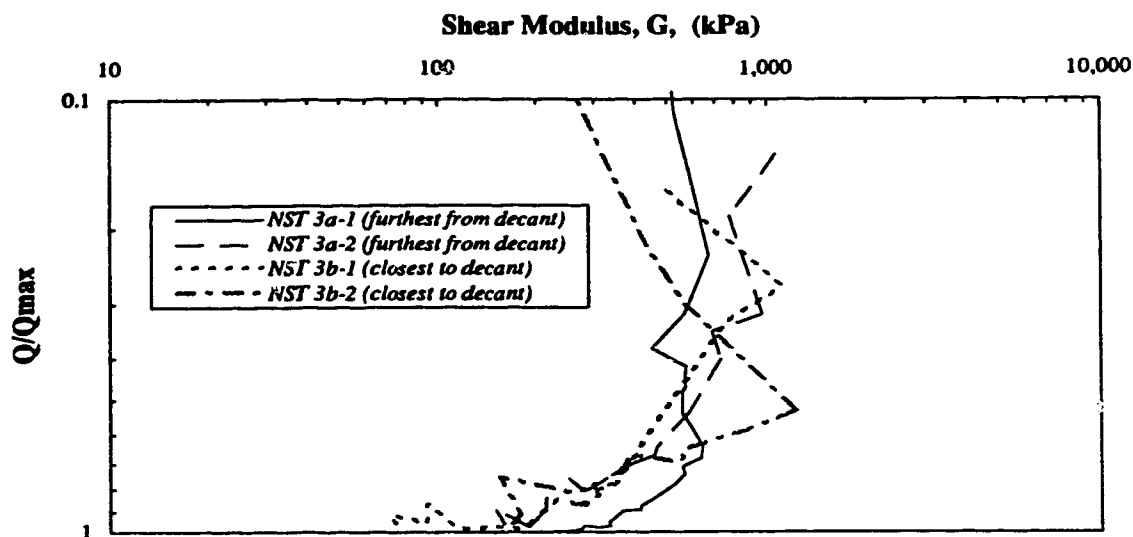 Shear Modulus, G, (kPa)
10 100 1,000 10,000
0.1
NST 3a-1 (furthest from decant)
NST 3a-2 (furthest from decant)
NST 3b-1 (closest to decant)
NST 3b-2 (closest to decant)
Q/Qmax
1